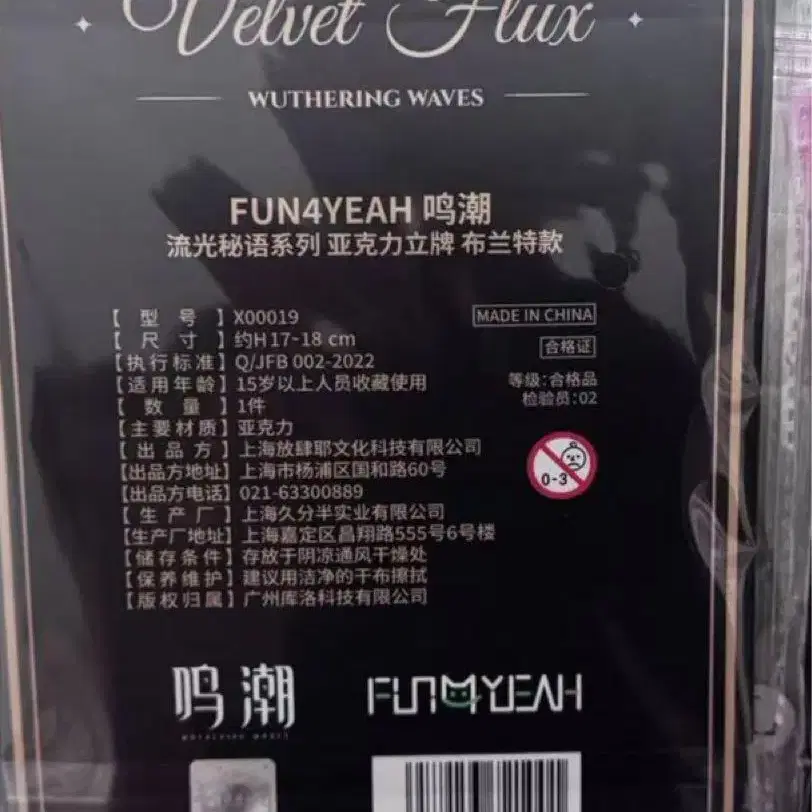 Velvet Flux
WUTHERING WAVES
FUN4YEAH 鸣潮
流光秘语系列 亚克力立牌 布兰特款
【型号】X00019
【尺寸】约H 17-18 cm
【执行标准】Q/JFB 002-2022
【适用年龄】15岁以上人员收藏使用
【数量】1件
【主要材质】亚克力
【出品方】上海放肆耶文化科技有限公司
【出品方地址】上海市杨浦区国和路60号
【出品方电话】021-63300889
【生产厂】上海久分半实业有限公司
【生产厂地址】上海嘉定区昌翔路555号6号楼
【储存条件】存放于阴凉通风干燥处
【保养维护】建议用洁净的干布擦拭
【版权归属】广州库洛科技有限公司
MADE IN CHINA
合格证
等级:合格品
检验员:02
0-3
鸣潮
WUTHERING WAVES
FUN4YEAH